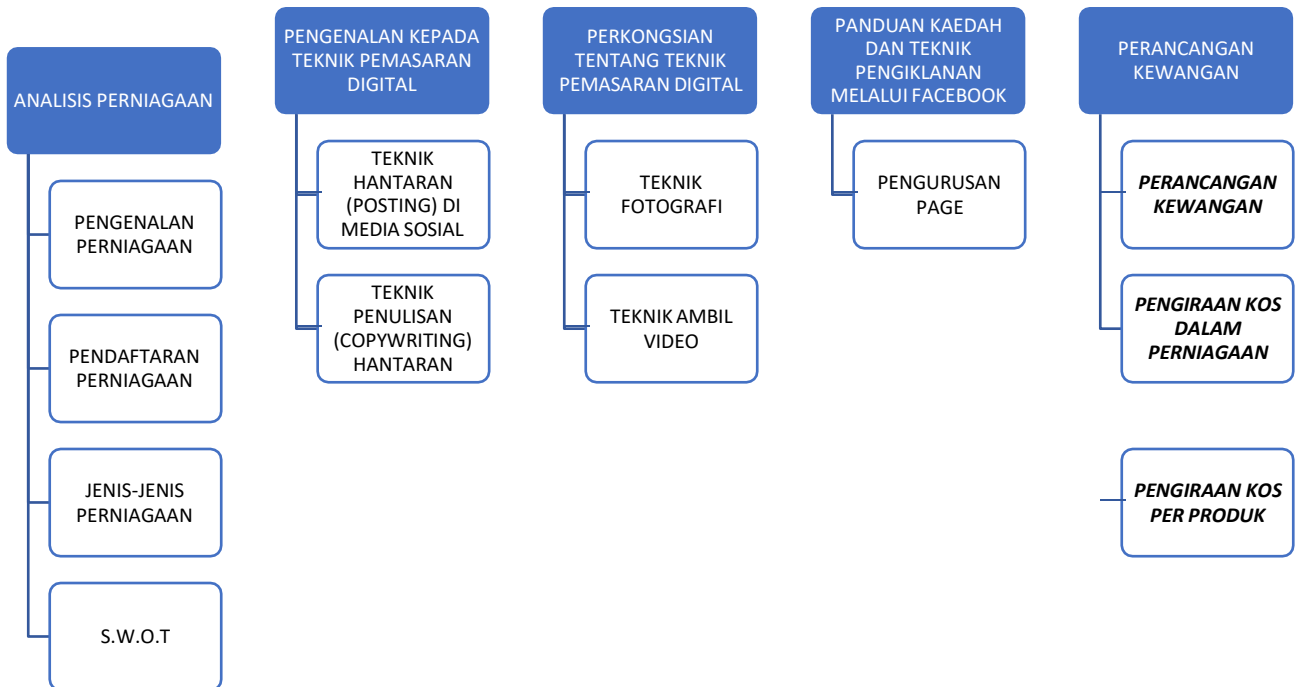 ANALISIS PERNIAGAAN
PENGENALAN
PERNIAGAAN
PENDAFTARAN
PERNIAGAAN
JENIS-JENIS
PERNIAGAAN
S.W.O.T
PENGENALAN KEPADA
TEKNIK PEMASARAN
DIGITAL
TEKNIK
HANTARAN
(POSTING) DI
MEDIA SOSIAL
TEKNIK
PENULISAN
(COPYWRITING)
HANTARAN
PERKONGSIAN
TENTANG TEKNIK
PEMASARAN DIGITAL
TEKNIK
FOTOGRAFI
TEKNIK AMBIL
VIDEO
PANDUAN KAEDAH
DAN TEKNIK
PENGIKLANAN
MELALUI FACEBOOK
PENGURUSAN
PAGE
PERANCANGAN
KEWANGAN
PERANCANGAN
KEWANGAN
PENGIRAAN KOS
DALAM
PERNIAGAAN
PENGIRAAN KOS
PER PRODUK